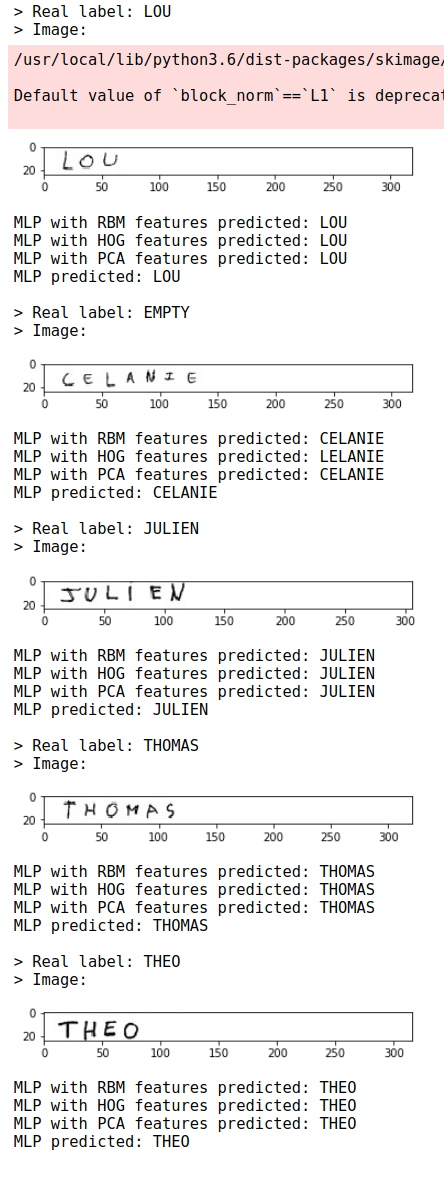 > Real label: LOU
> Image:
/usr/local/lib/python3.6/dist-packages/skimage/
Default value of `block_norm`==`L1` is deprecat
0
20
LOU
0 50 100 150 200 250 300
MLP with RBM features predicted: LOU
MLP with HOG features predicted: LOU
MLP with PCA features predicted: LOU
MLP predicted: LOU
> Real label: EMPTY
> Image:
0
20
CELANIE
0 50 100 150 200 250 300
MLP with RBM features predicted: CELANIE
MLP with HOG features predicted: LELANIE
MLP with PCA features predicted: CELANIE
MLP predicted: CELANIE
> Real label: JULIEN
> Image:
0
20
JULIEN
0 50 100 150 200 250 300
MLP with RBM features predicted: JULIEN
MLP with HOG features predicted: JULIEN
MLP with PCA features predicted: JULIEN
MLP predicted: JULIEN
> Real label: THOMAS
> Image:
0
20
THOMAS
0 50 100 150 200 250 300
MLP with RBM features predicted: THOMAS
MLP with HOG features predicted: THOMAS
MLP with PCA features predicted: THOMAS
MLP predicted: THOMAS
> Real label: THEO
> Image:
0
20
THEO
0 50 100 150 200 250 300
MLP with RBM features predicted: THEO
MLP with HOG features predicted: THEO
MLP with PCA features predicted: THEO
MLP predicted: THEO